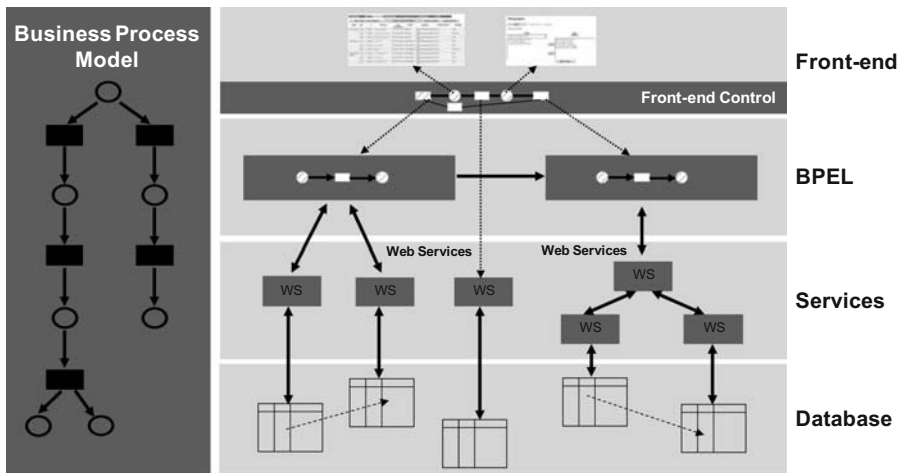 Business Process
Model
Front-end
Front-end Control
BPEL
Web Services
Web Services
WS
WS
WS
WS
WS
WS
Services
Database